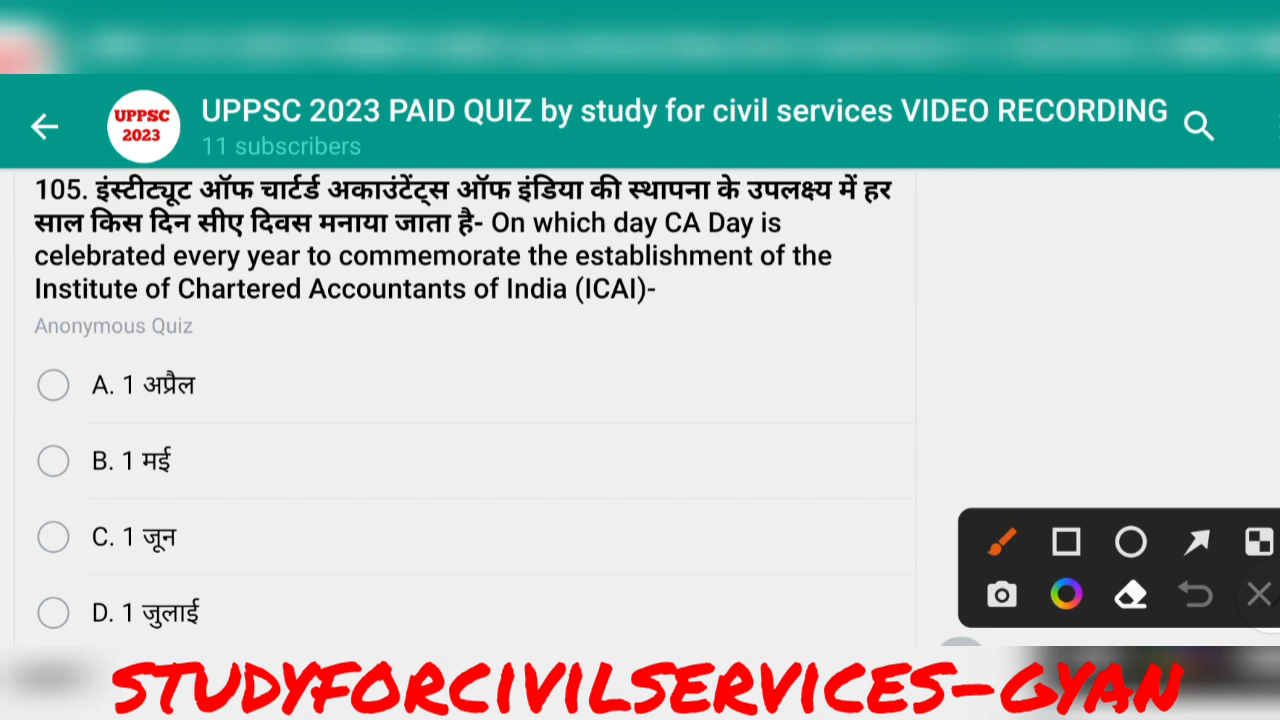 UPPSC
2023
UPPSC 2023 PAID QUIZ by study for civil services VIDEO RECORDING
11 subscribers
105. इंस्टीट्यूट ऑफ चार्टर्ड अकाउंटेंट्स ऑफ इंडिया की स्थापना के उपलक्ष्य में हर
साल किस दिन सीए दिवस मनाया जाता है- On which day CA Day is
celebrated every year to commemorate the establishment of the
Institute of Chartered Accountants of India (ICAI)-
Anonymous Quiz
A. 1 अप्रैल
B. 1 मई
C. 1 जून
D. 1 जुलाई
STUDYFORCIVILSERVICES-GYAN